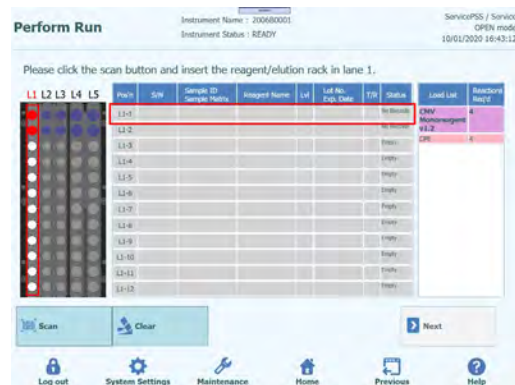 Perform Run
Instrument Name : 200680001
Instrument Status : READY
ServicePSS / Service
OPEN mode
10/01/2020 16:43:12
Please click the scan button and insert the reagent/elution rack in lane 1.
L1 L2 L3 L4 L5
Pos'n S/N Sample ID Sample Matrix Reagent Name Lvl Lot No. Exp. Date T/R Status
L1-1 No Records
L1-2 No Records
L1-3 Empty
L1-4 Empty
L1-5 Empty
L1-6 Empty
L1-7 Empty
L1-8 Empty
L1-9 Empty
L1-10 Empty
L1-11 Empty
L1-12 Empty
Load List Reactions Req'd
CMV 4
Monoreagent
v1.2
CPE 4
Scan
Clear
Next
Log out
System Settings
Maintenance
Home
Previous
Help